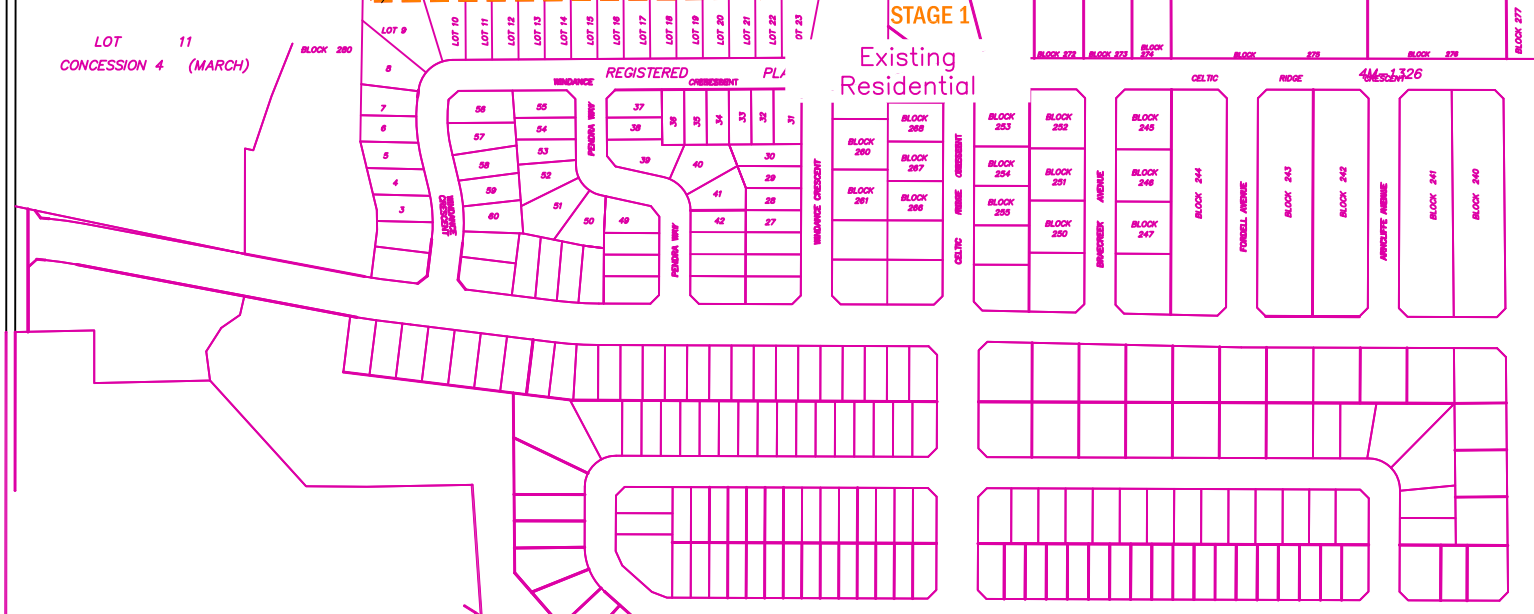 STAGE 1
Existing
Residential
LOT 11
CONCESSION 4 (MARCH)
BLOCK 280
LOT 9
LOT 10
LOT 11
LOT 12
LOT 13
LOT 14
LOT 15
LOT 16
LOT 17
LOT 18
LOT 19
LOT 20
LOT 21
LOT 22
OT 23
BLOCK 272
BLOCK 273
BLOCK
274
BLOCK 275
BLOCK 276
BLOCK 277
REGISTERED PLA
4M-1326
WINDANCE CRESCENT
CELTIC RIDGE CRESCENT
8
7
6
5
4
3
56
57
58
59
60
55
54
53
52
51
50
49
PENDRA WAY
37
38
39
36
35
34
33
32
31
40
41
42
30
29
28
27
WINDANCE
CRESCENT
PENDRA WAY
WINDANCE CRESCENT
BLOCK
260
BLOCK
261
BLOCK
268
BLOCK
267
BLOCK
266
CELTIC RIDGE CRESCENT
BLOCK
253
BLOCK
254
BLOCK
255
BLOCK
252
BLOCK
251
BLOCK
250
BRAECREEK AVENUE
BLOCK
245
BLOCK
246
BLOCK
247
BLOCK 244
FORDELL AVENUE
BLOCK 243
BLOCK 242
ARNCLIFFE AVENUE
BLOCK 241
BLOCK 240